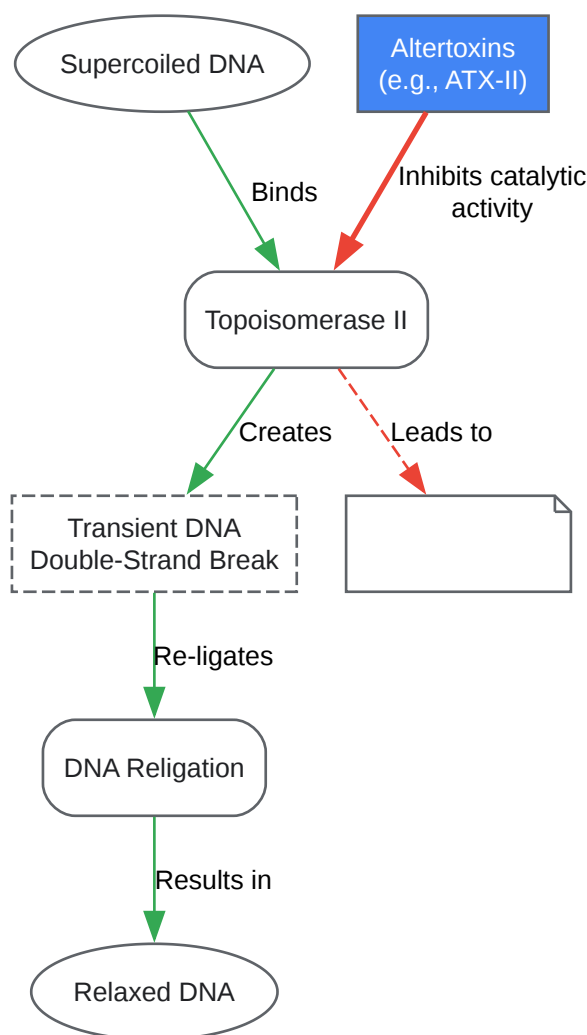 Supercoiled DNA
Altertoxins
(e.g., ATX-II)
Binds
Inhibits catalytic
activity
Topoisomerase II
Creates
Leads to
Transient DNA
Double-Strand Break
Re-ligates
DNA Religation
Results in
Relaxed DNA